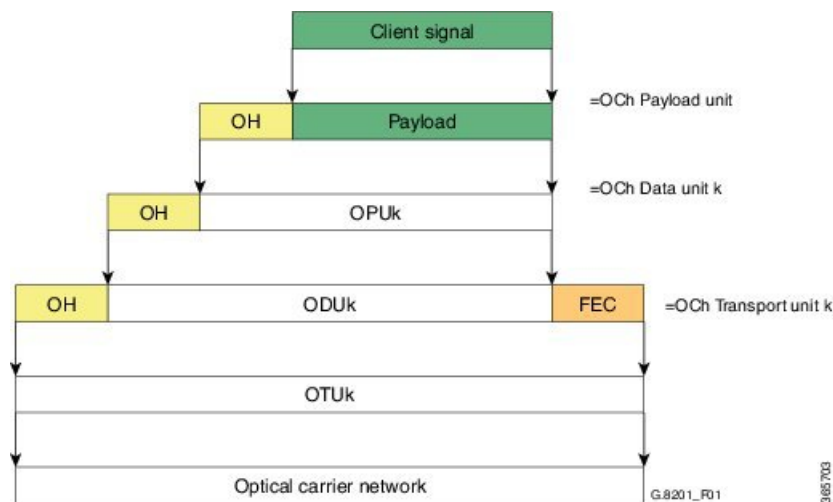 Client signal
=OCh Payload unit
OH Payload
=OCh Data unit k
OH OPUk
OH ODUk FEC =OCh Transport unit k
OTUk
Optical carrier network
G.8201_F01
365703